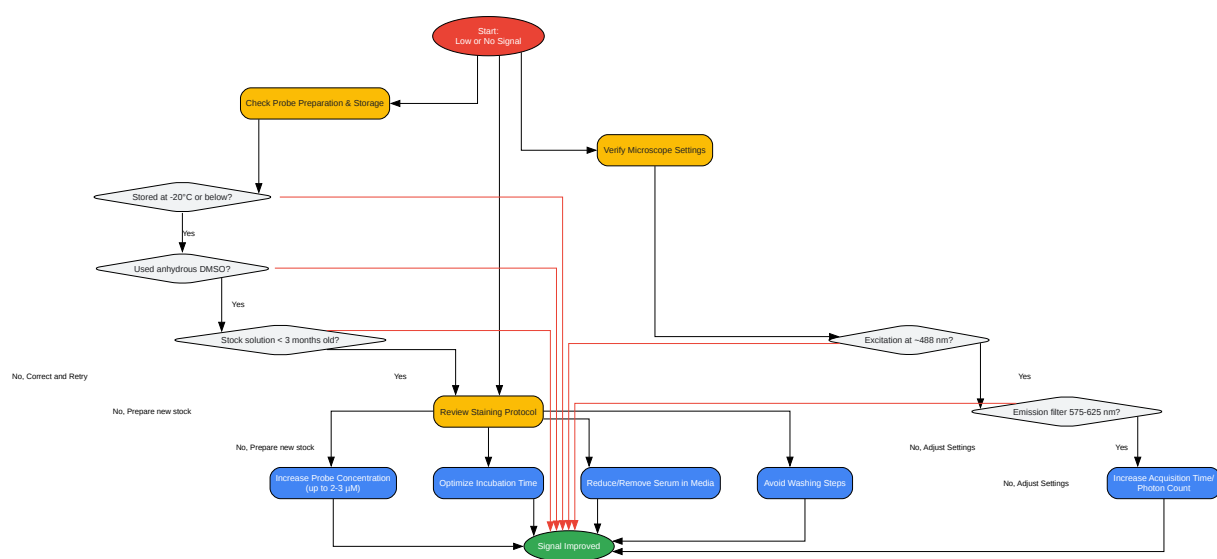 Start:
Low or No Signal
Check Probe Preparation & Storage
Verify Microscope Settings
Stored at -20°C or below?
Yes
Used anhydrous DMSO?
Yes
Stock solution < 3 months old?
Excitation at ~488 nm?
No, Correct and Retry
Yes
Yes
No, Prepare new stock
Review Staining Protocol
Emission filter 575-625 nm?
No, Prepare new stock
No, Adjust Settings
Yes
Increase Probe Concentration
(up to 2-3 µM)
Optimize Incubation Time
Reduce/Remove Serum in Media
Avoid Washing Steps
No, Adjust Settings
Increase Acquisition Time/
Photon Count
Signal Improved